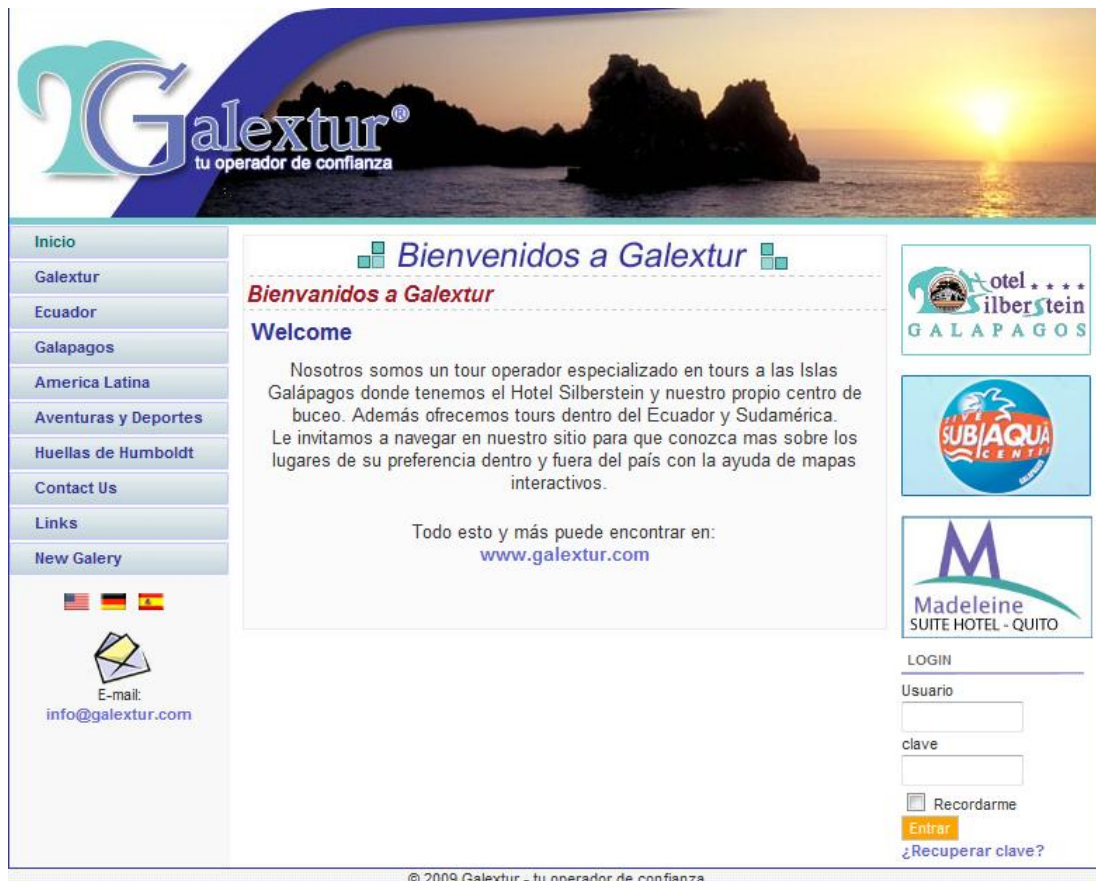 Galextur®
tu operador de confianza
Inicio
Galextur
Ecuador
Galapagos
America Latina
Aventuras y Deportes
Huellas de Humboldt
Contact Us
Links
New Galery
E-mail:
info@galextur.com
Bienvenidos a Galextur
Bienvanidos a Galextur
Welcome
Nosotros somos un tour operador especializado en tours a las Islas
Galápagos donde tenemos el Hotel Silberstein y nuestro propio centro de
buceo. Además ofrecemos tours dentro del Ecuador y Sudamérica.
Le invitamos a navegar en nuestro sitio para que conozca mas sobre los
lugares de su preferencia dentro y fuera del país con la ayuda de mapas
interactivos.
Todo esto y más puede encontrar en:
www.galextur.com
Hotel
Silberstein
GALAPAGOS
SUB|AQUA
Madeleine
SUITE HOTEL - QUITO
LOGIN
Usuario
clave
Recordarme
Entrar
¿Recuperar clave?
© 2009 Galextur - tu operador de confianza